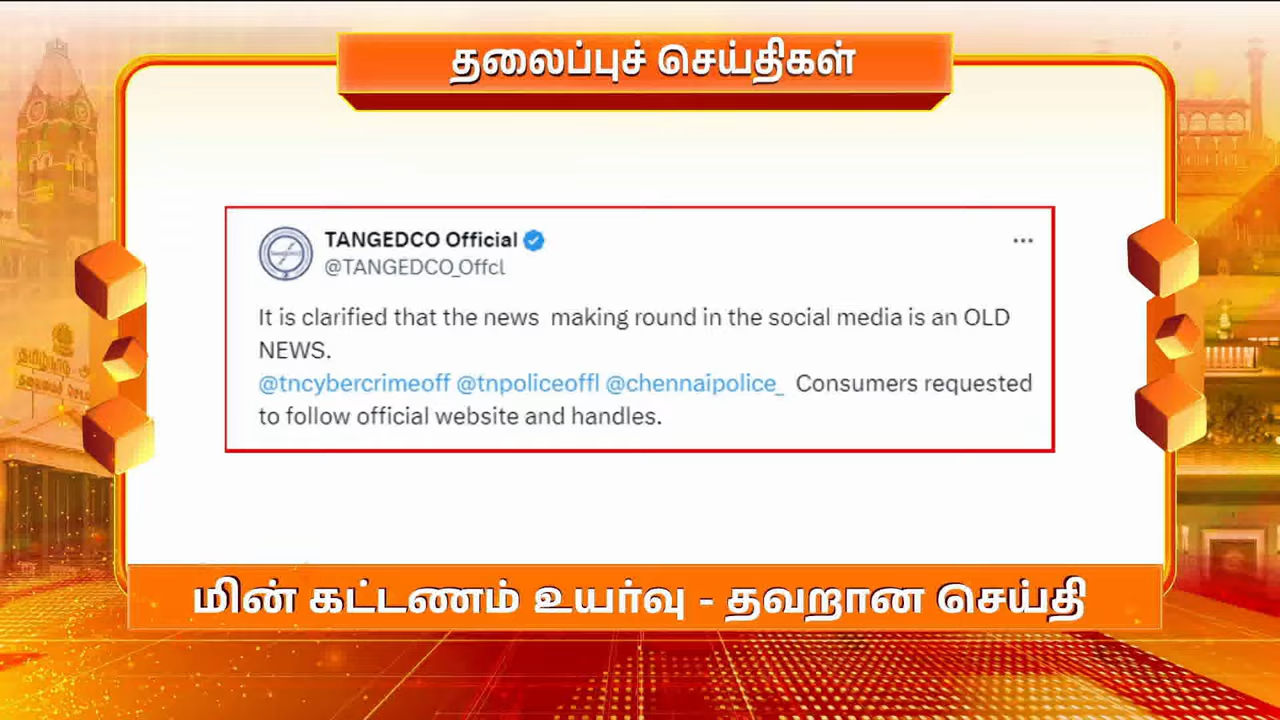 தலைப்புச் செய்திகள்
TANGEDCO Official
@TANGEDCO_Offcl
It is clarified that the news making round in the social media is an OLD
NEWS.
@tncybercrimeoff @tnpoliceoffl @chennaipolice_ Consumers requested
to follow official website and handles.
மின் கட்டணம் உயர்வு - தவறான செய்தி